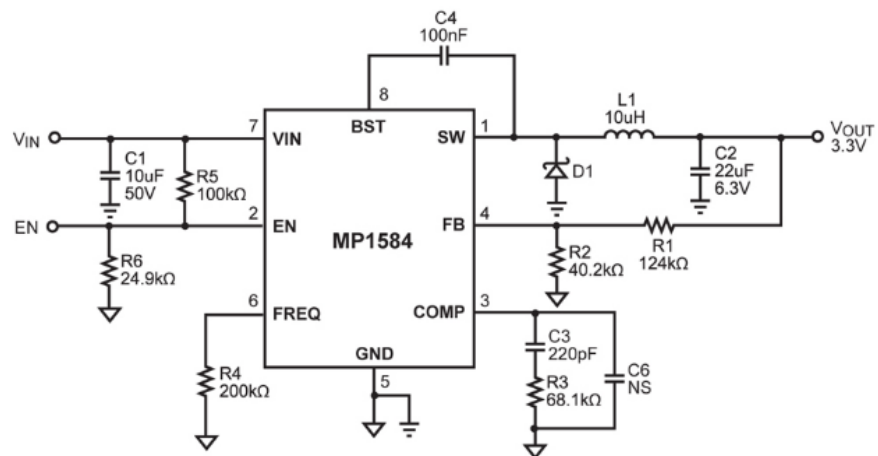 C4
100nF
8
BST
L1
10uH
VIN
7
VIN
SW
1
VOUT
3.3V
C1
10uF
50V
R5
100kΩ
D1
C2
22uF
6.3V
EN
2
EN
MP1584
FB
4
R1
124kΩ
R2
40.2kΩ
R6
24.9kΩ
6
FREQ
COMP
3
C3
220pF
C6
NS
GND
5
R4
200kΩ
R3
68.1kΩ